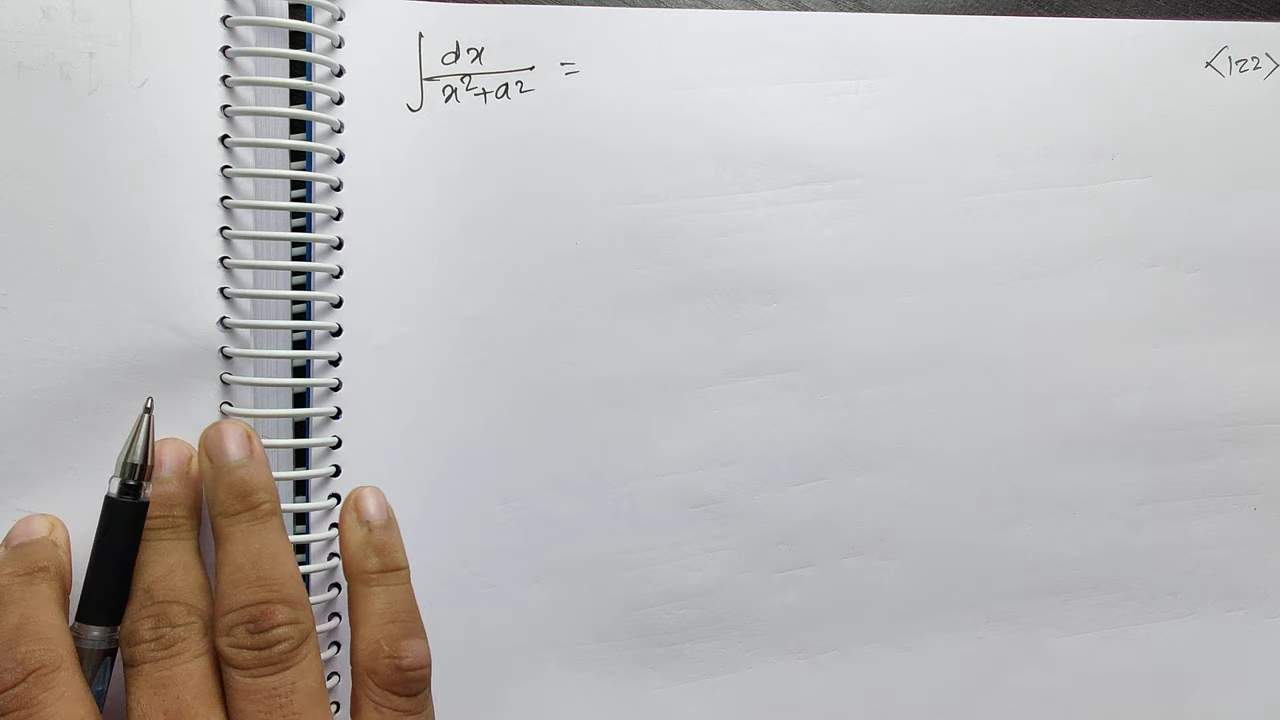 ∫ dx / (x² + a²) =
<122>